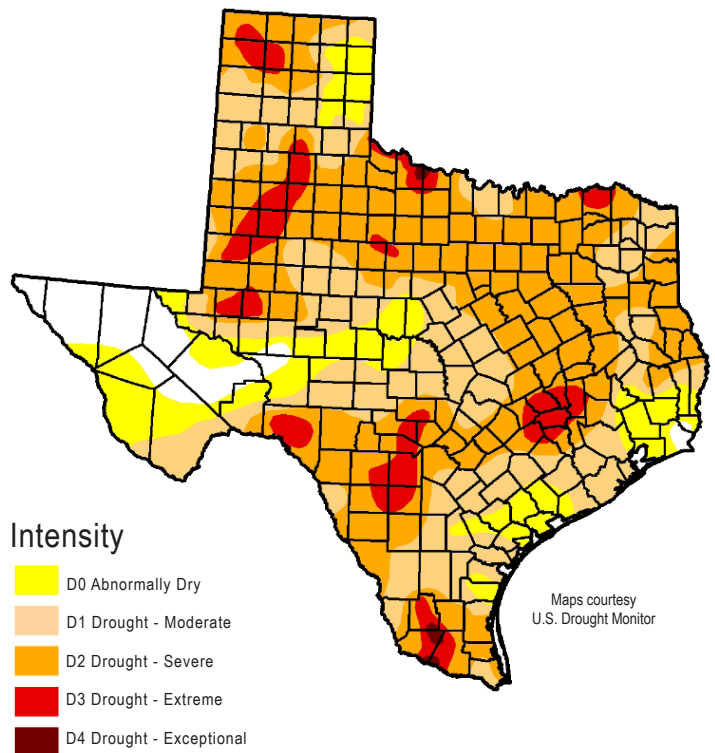 Intensity
D0 Abnormally Dry
D1 Drought - Moderate
D2 Drought - Severe
D3 Drought - Extreme
D4 Drought - Exceptional
Maps courtesy
U.S. Drought Monitor